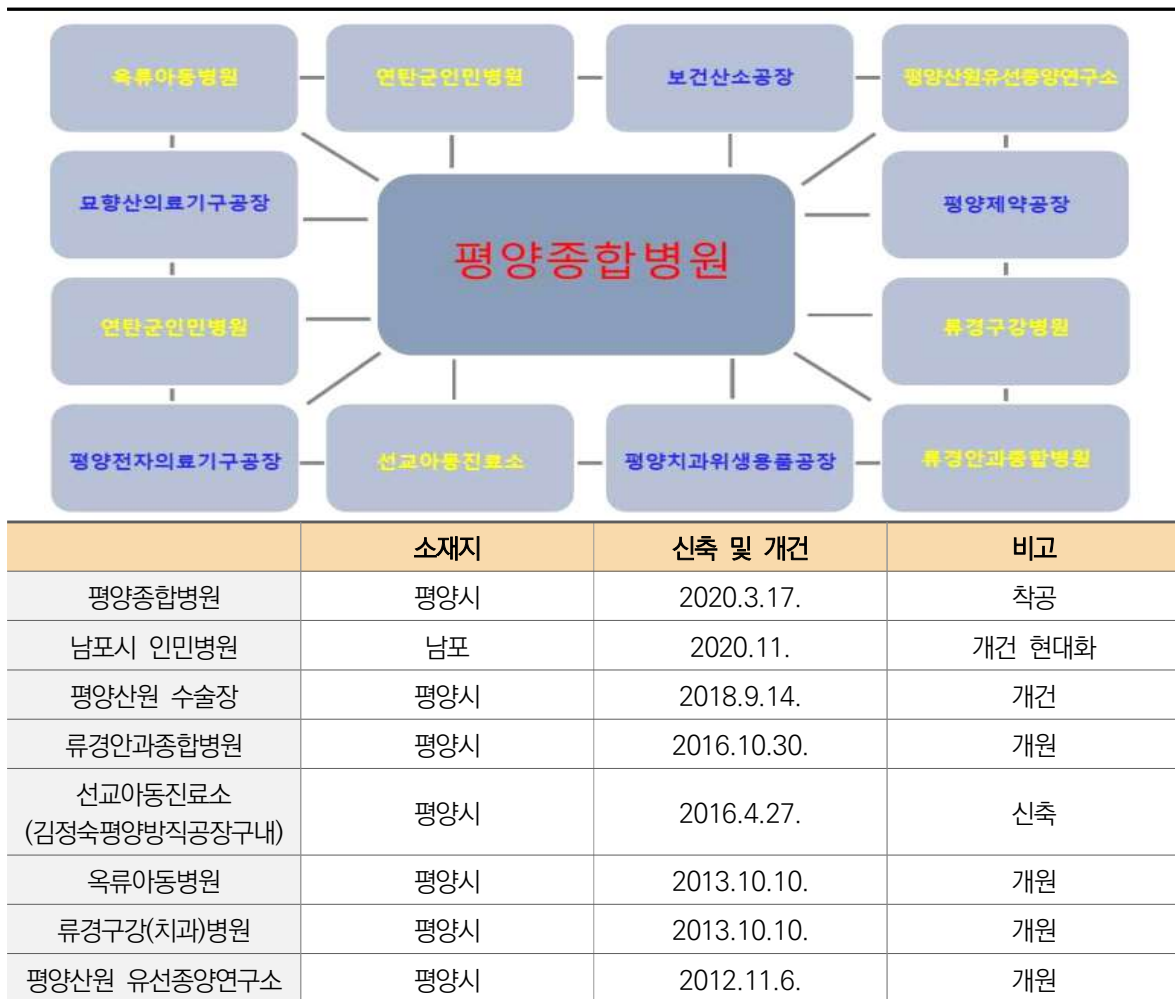 옥류아동병원
연탄군인민병원
보건산소공장
평양산원유선종양연구소
묘향산의료기구공장
평양종합병원
평양제약공장
연탄군인민병원
류경구강병원
평양전자의료기구공장
선교아동진료소
평양치과위생용품공장
류경안과종합병원
소재지 신축 및 개건 비고
평양종합병원 평양시 2020.3.17. 착공
남포시 인민병원 남포 2020.11. 개건 현대화
평양산원 수술장 평양시 2018.9.14. 개건
류경안과종합병원 평양시 2016.10.30. 개원
선교아동진료소
(김정숙평양방직공장구내) 평양시 2016.4.27. 신축
옥류아동병원 평양시 2013.10.10. 개원
류경구강(치과)병원 평양시 2013.10.10. 개원
평양산원 유선종양연구소 평양시 2012.11.6. 개원